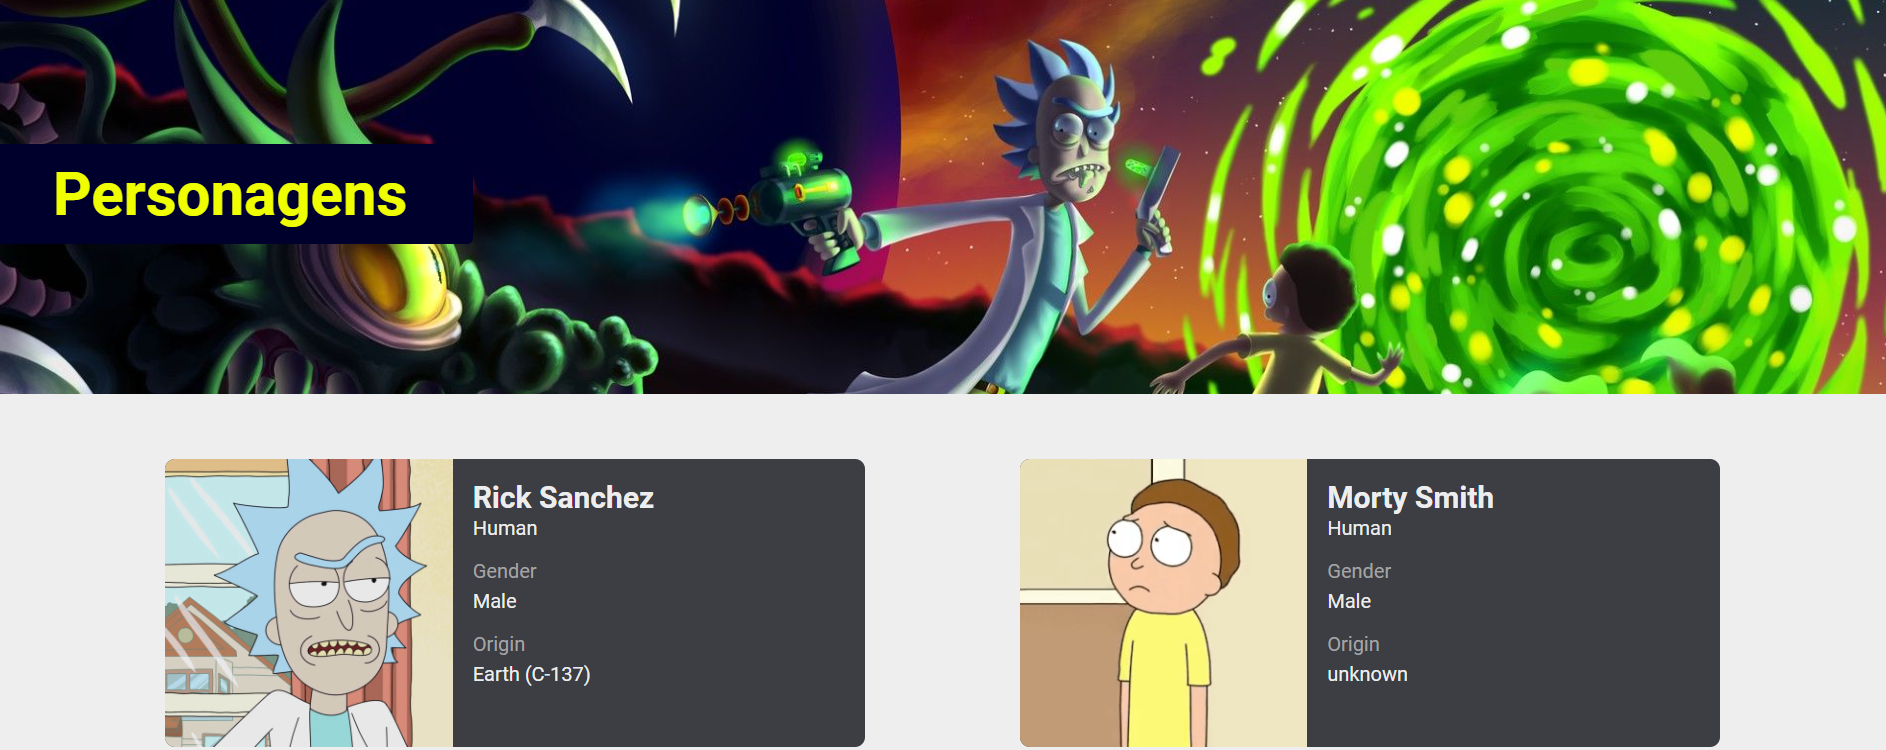 Personagens
Rick Sanchez
Human
Gender
Male
Origin
Earth (C-137)
Morty Smith
Human
Gender
Male
Origin
unknown